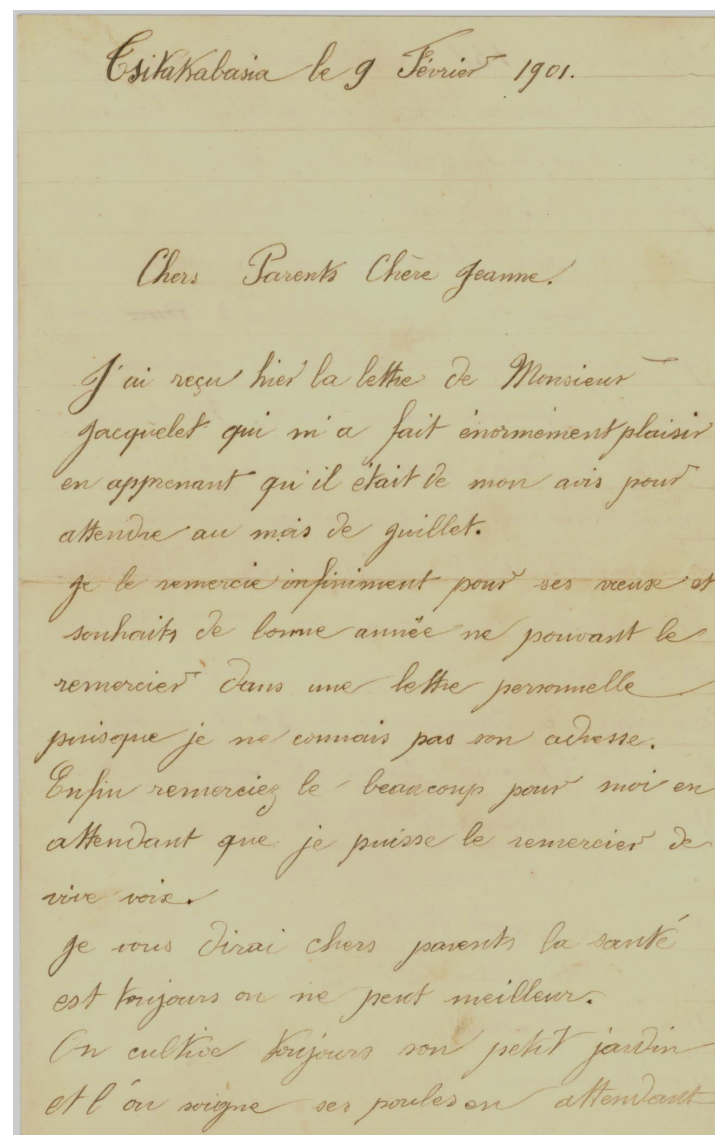 Tsitakabasia le 9 Février 1901.
Chers Parents Chère Jeanne.
J'ai reçu hier la lettre de Monsieur
Jacquelet qui m'a fait énormément plaisir
en apprenant qu'il était de mon avis pour
attendre au mois de Juillet.
Je le remercie infiniment pour ses vœux et
souhaits de bonne année ne pouvant le
remercier dans une lettre personnelle
puisque je ne connais pas son adresse.
Enfin remerciez le beaucoup pour moi en
attendant que je puisse le remercier de
vive voix.
Je vous dirai chers parents la santé
est toujours on ne peut meilleur.
On cultive toujours son petit jardin
et l'on soigne ses poules en attendant